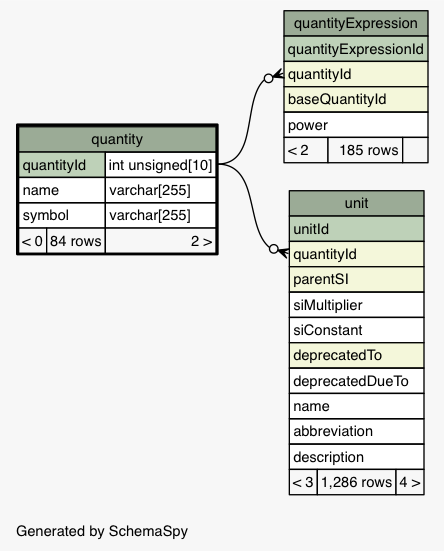 quantityExpression
quantityExpressionId
quantityId
baseQuantityId
power
< 2 185 rows
quantity
quantityId int unsigned[10]
name varchar[255]
symbol varchar[255]
< 0 84 rows 2 >
unit
unitId
quantityId
parentSI
siMultiplier
siConstant
deprecatedTo
deprecatedDueTo
name
abbreviation
description
< 3 1,286 rows 4 >
Generated by SchemaSpy